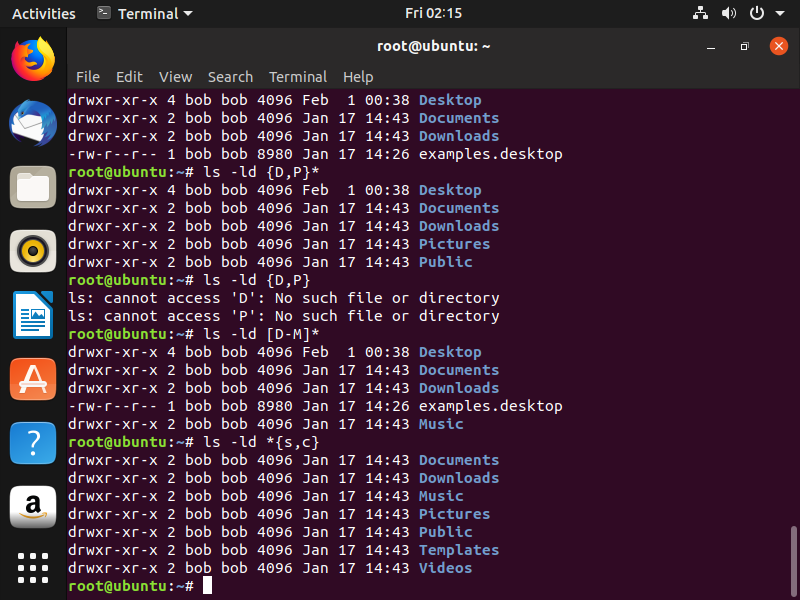 Activities Terminal Fri 02:15
root@ubuntu: ~
File Edit View Search Terminal Help
drwxr-xr-x 4 bob bob 4096 Feb  1 00:38 Desktop
drwxr-xr-x 2 bob bob 4096 Jan 17 14:43 Documents
drwxr-xr-x 2 bob bob 4096 Jan 17 14:43 Downloads
-rw-r--r-- 1 bob bob 8980 Jan 17 14:26 examples.desktop
root@ubuntu:~# ls -ld {D,P}*
drwxr-xr-x 4 bob bob 4096 Feb  1 00:38 Desktop
drwxr-xr-x 2 bob bob 4096 Jan 17 14:43 Documents
drwxr-xr-x 2 bob bob 4096 Jan 17 14:43 Downloads
drwxr-xr-x 2 bob bob 4096 Jan 17 14:43 Pictures
drwxr-xr-x 2 bob bob 4096 Jan 17 14:43 Public
root@ubuntu:~# ls -ld {D,P}
ls: cannot access 'D': No such file or directory
ls: cannot access 'P': No such file or directory
root@ubuntu:~# ls -ld [D-M]*
drwxr-xr-x 4 bob bob 4096 Feb  1 00:38 Desktop
drwxr-xr-x 2 bob bob 4096 Jan 17 14:43 Documents
drwxr-xr-x 2 bob bob 4096 Jan 17 14:43 Downloads
-rw-r--r-- 1 bob bob 8980 Jan 17 14:26 examples.desktop
drwxr-xr-x 2 bob bob 4096 Jan 17 14:43 Music
root@ubuntu:~# ls -ld *{s,c}
drwxr-xr-x 2 bob bob 4096 Jan 17 14:43 Documents
drwxr-xr-x 2 bob bob 4096 Jan 17 14:43 Downloads
drwxr-xr-x 2 bob bob 4096 Jan 17 14:43 Music
drwxr-xr-x 2 bob bob 4096 Jan 17 14:43 Pictures
drwxr-xr-x 2 bob bob 4096 Jan 17 14:43 Public
drwxr-xr-x 2 bob bob 4096 Jan 17 14:43 Templates
drwxr-xr-x 2 bob bob 4096 Jan 17 14:43 Videos
root@ubuntu:~#